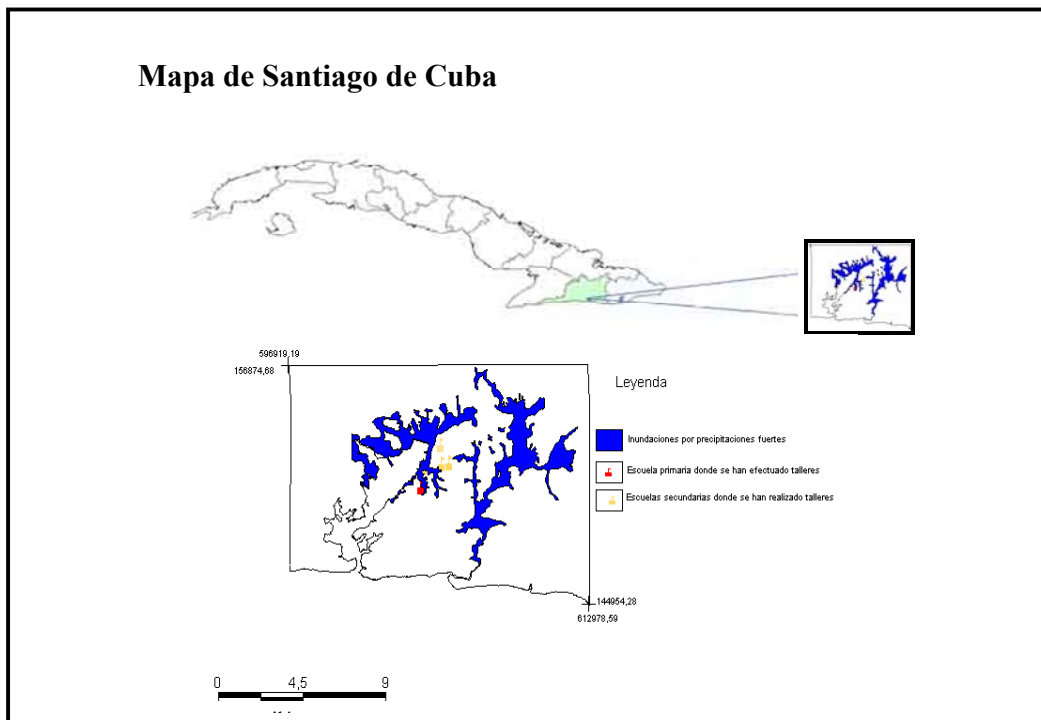 Mapa de Santiago de Cuba
596919,19
156874,68
Leyenda
Inundaciones por precipitaciones fuertes
Escuela primaria donde se han efectuado talleres
Escuelas secundarias donde se han realizado talleres
144954,28
612978,59
0 4,5 9